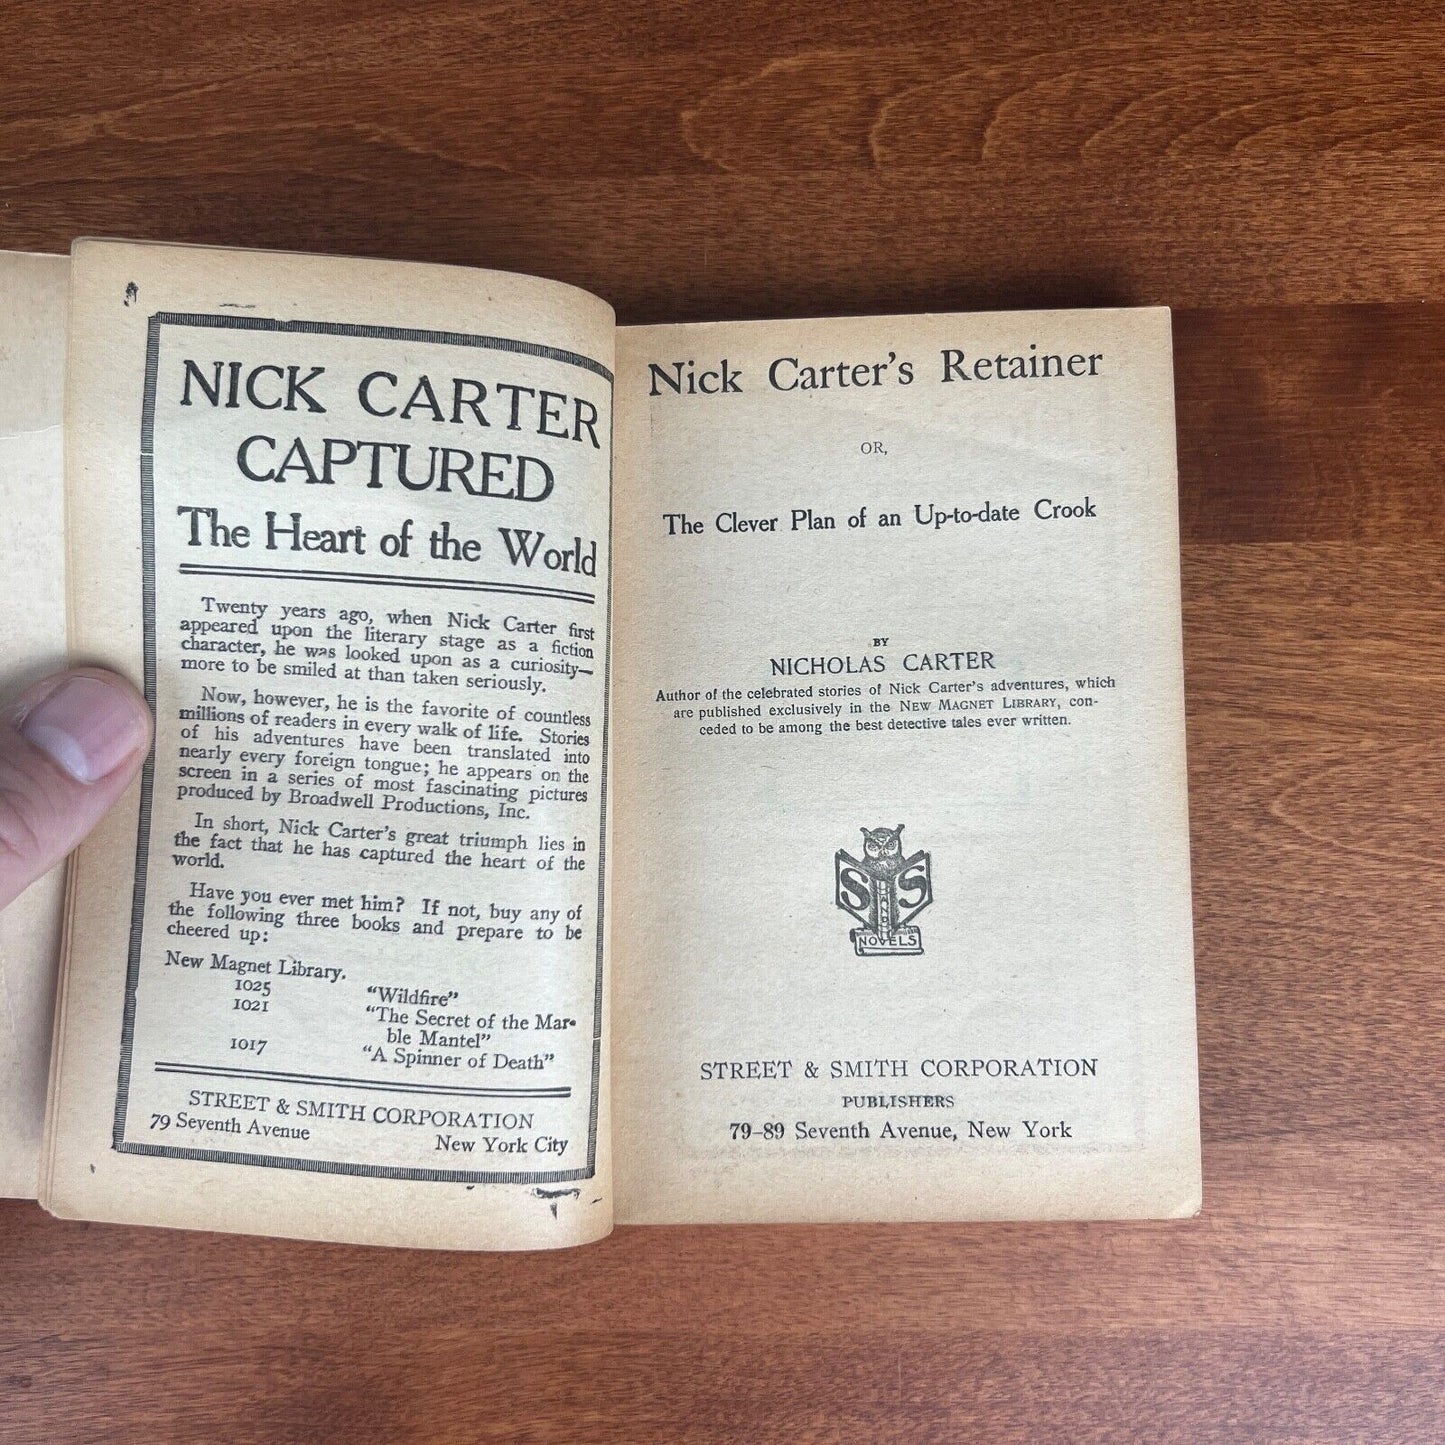 NICK CARTER
CAPTURED
The Heart of the World
Twenty years ago, when Nick Carter first
appeared upon the literary stage as a fiction
character, he was looked upon as a curiosity—
more to be smiled at than taken seriously.
Now, however, he is the favorite of countless
millions of readers in every walk of life. Stories
of his adventures have been translated into
nearly every foreign tongue; he appears on the
screen in a series of most fascinating pictures
produced by Broadwell Productions, Inc.
In short, Nick Carter's great triumph lies in
the fact that he has captured the heart of the
world.
Have you ever met him? If not, buy any of
the following three books and prepare to be
cheered up:
New Magnet Library.
1025 "Wildfire"
1021 "The Secret of the Mar-
ble Mantel"
1017 "A Spinner of Death"
STREET & SMITH CORPORATION
79 Seventh Avenue New York City
Nick Carter's Retainer
OR,
The Clever Plan of an Up-to-date Crook
BY
NICHOLAS CARTER
Author of the celebrated stories of Nick Carter's adventures, which
are published exclusively in the NEW MAGNET LIBRARY, con-
ceded to be among the best detective tales ever written.
S AND S
NOVELS
STREET & SMITH CORPORATION
PUBLISHERS
79–89 Seventh Avenue, New York